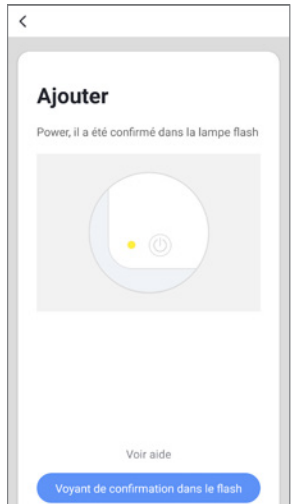 Ajouter
Power, il a été confirmé dans la lampe flash
Voir aide
Voyant de confirmation dans le flash